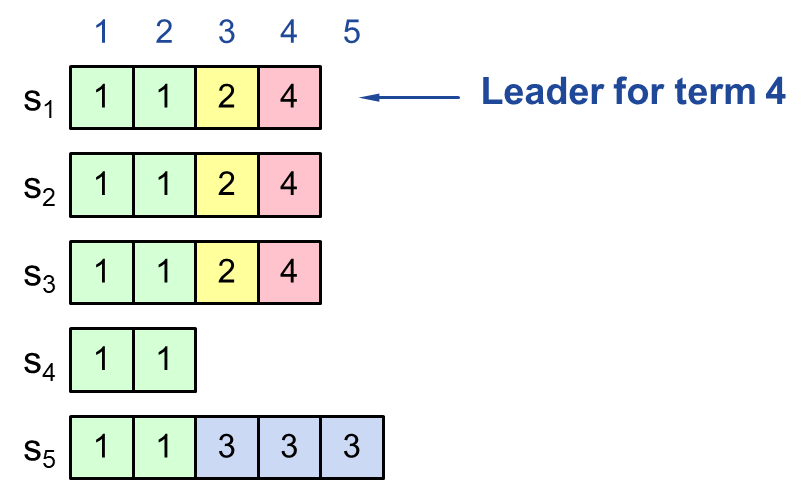 1 2 3 4 5
s1 1 1 2 4 Leader for term 4
s2 1 1 2 4
s3 1 1 2 4
s4 1 1
s5 1 1 3 3 3